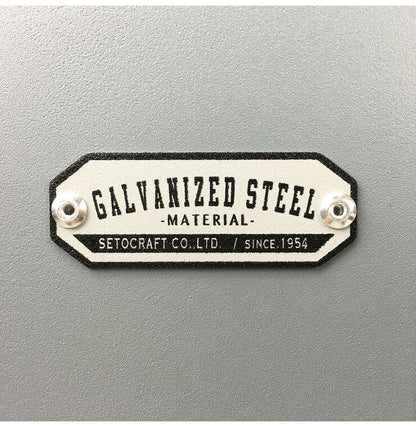 GALVANIZED STEEL
-MATERIAL-
SETOCRAFT CO.,LTD. / SINCE.1954